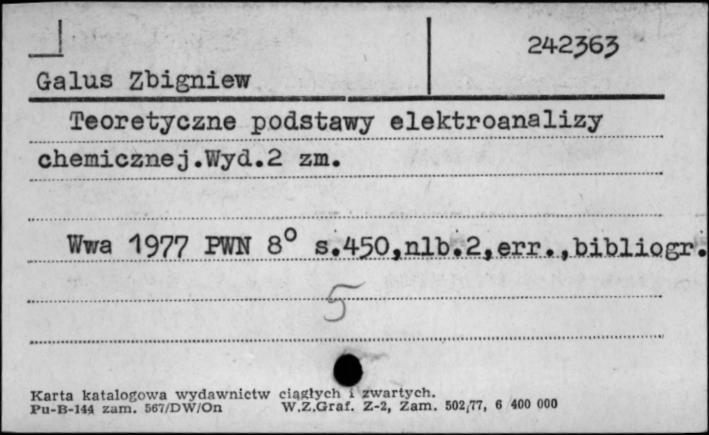 242363
Galus Zbigniew
Teoretyczne podstawy elektroanalizy
chemicznej.Wyd.2 zm.
Wwa 1977 PWN 8° s.450,nlb.2,err.,bibliogr.
5
Karta katalogowa wydawnictw ciągłych i zwartych.
Pu-B-144 zam. 567/DW/On W.Z.Graf. Z-2, Zam. 502/77, 6 400 000